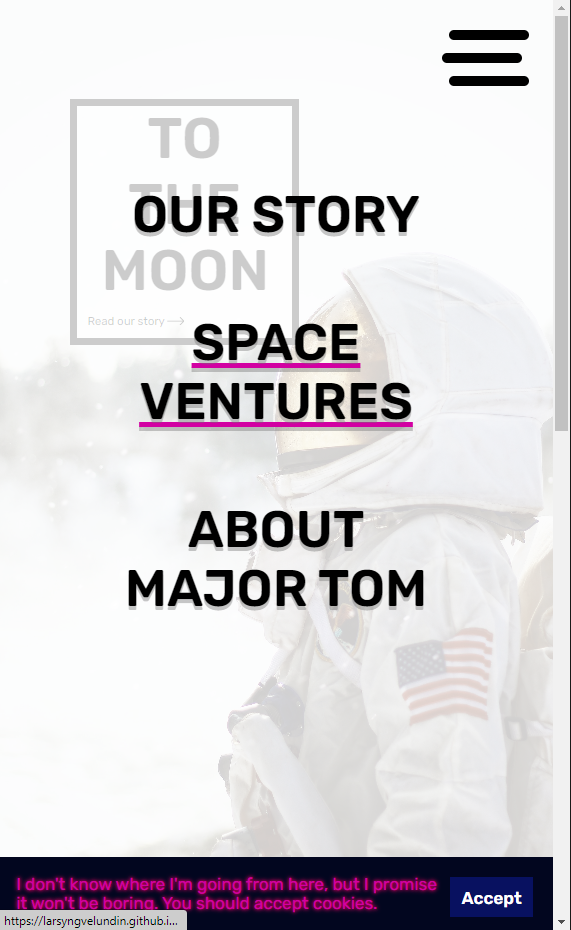 TO
THE
MOON
Read our story
OUR STORY
SPACE
VENTURES
ABOUT
MAJOR TOM
I don't know where I'm going from here, but I promise
it won't be boring. You should accept cookies.
Accept
https://larsyngvelundin.github.i...